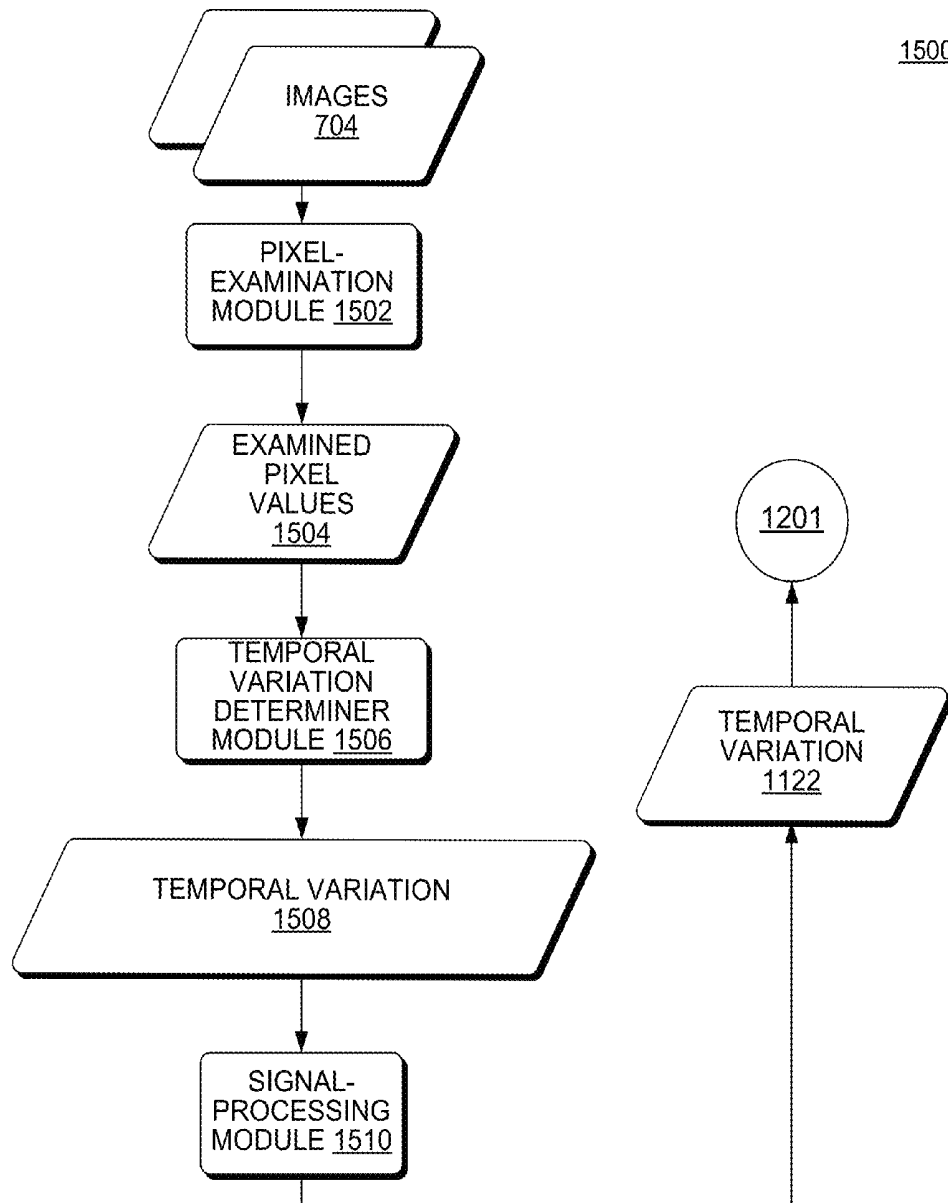 1500
IMAGES
704
PIXEL-
EXAMINATION
MODULE 1502
EXAMINED
PIXEL
VALUES
1504
TEMPORAL
VARIATION
DETERMINER
MODULE 1506
TEMPORAL VARIATION
1508
SIGNAL-
PROCESSING
MODULE 1510
1201
TEMPORAL
VARIATION
1122